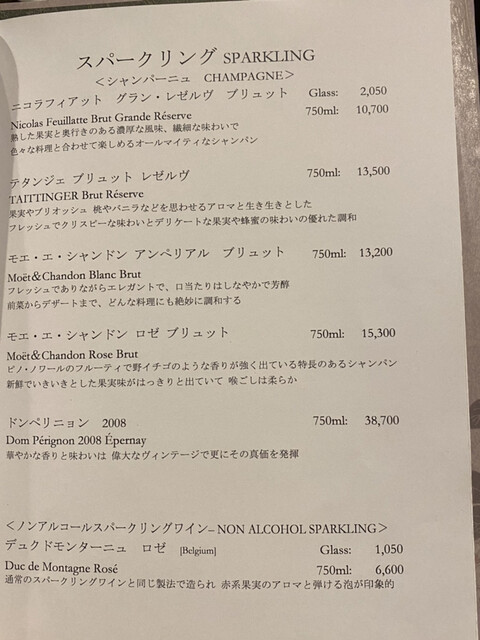 スパークリング SPARKLING
＜シャンパーニュ　CHAMPAGNE＞
ニコラフィアット　グラン・レゼルヴ　ブリュット　Glass:　2,050
Nicolas Feuillatte Brut Grande Réserve　750ml:　10,700
熟した果実と奥行きのある濃厚な風味、繊細な味わいで
色々な料理と合わせて楽しめるオールマイティなシャンパン
テタンジェ ブリュット レゼルヴ　750ml:　13,500
TAITTINGER Brut Réserve
果実やブリオッシュ 桃やバニラなどを思わせるアロマと生き生きとした
フレッシュでクリスピーな味わいとデリケートな果実や蜂蜜の味わいの優れた調和
モエ・エ・シャンドン アンペリアル　ブリュット　750ml:　13,200
Moët&Chandon Blanc Brut
フレッシュでありながらエレガントで、口当たりはしなやかで芳醇
前菜からデザートまで、どんな料理にも絶妙に調和する
モエ・エ・シャンドン ロゼ ブリュット　750ml:　15,300
Moët&Chandon Rose Brut
ピノ・ノワールのフルーティで野イチゴのような香りが強く出ている特長のあるシャンパン
新鮮でいきいきとした果実味がはっきりと出ていて 喉ごしは柔らか
ドンペリニョン　2008　750ml:　38,700
Dom Pérignon 2008 Épernay
華やかな香りと味わいは 偉大なヴィンテージで更にその真価を発揮
＜ノンアルコールスパークリングワイン– NON ALCOHOL SPARKLING＞
デュクドモンターニュ　ロゼ　[Belgium]　Glass:　1,050
Duc de Montagne Rosé　750ml:　6,600
通常のスパークリングワインと同じ製法で造られ 赤系果実のアロマと弾ける泡が印象的